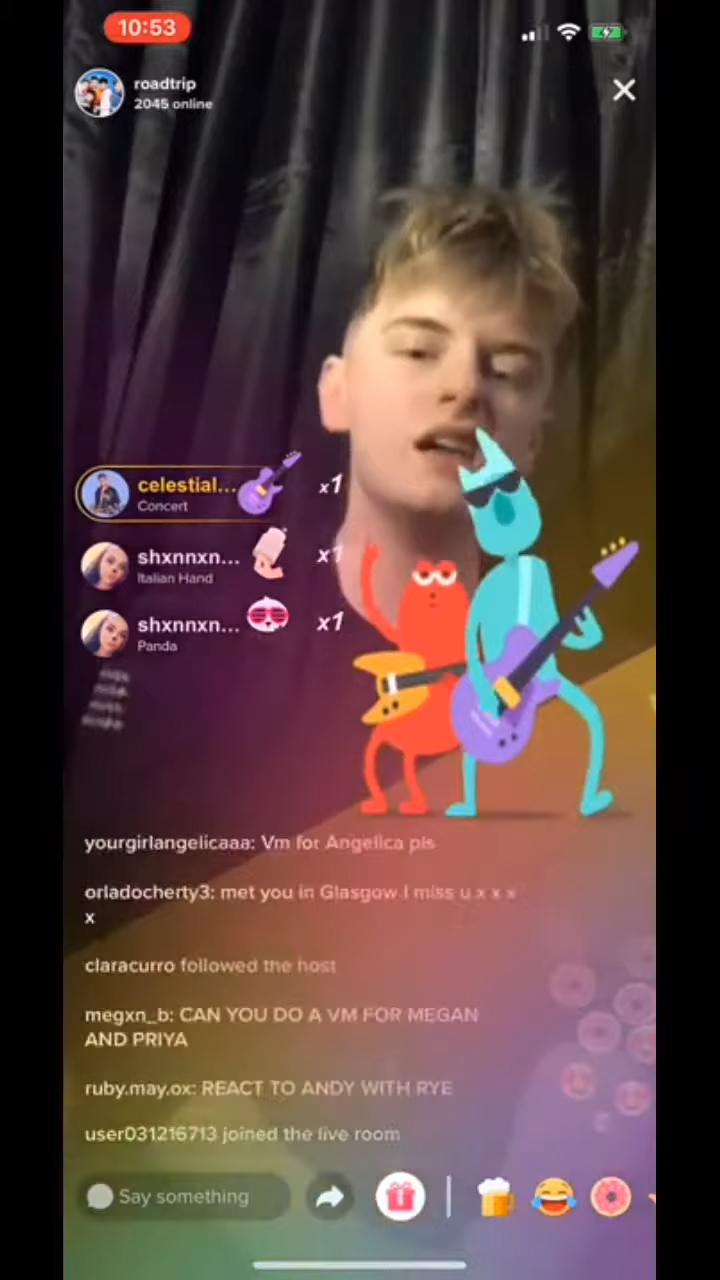 10:53
roadtrip
2045 online
celestial...
Concert
x1
shxnnxn...
Italian Hand
x1
shxnnxn...
Panda
x1
yourgirlangelicaaa: Vm for Angelica pls
orladocherty3: met you in Glasgow I miss u x x x
x
claracurro followed the host
megxn_b: CAN YOU DO A VM FOR MEGAN
AND PRIYA
ruby.may.ox: REACT TO ANDY WITH RYE
user031216713 joined the live room
Say something